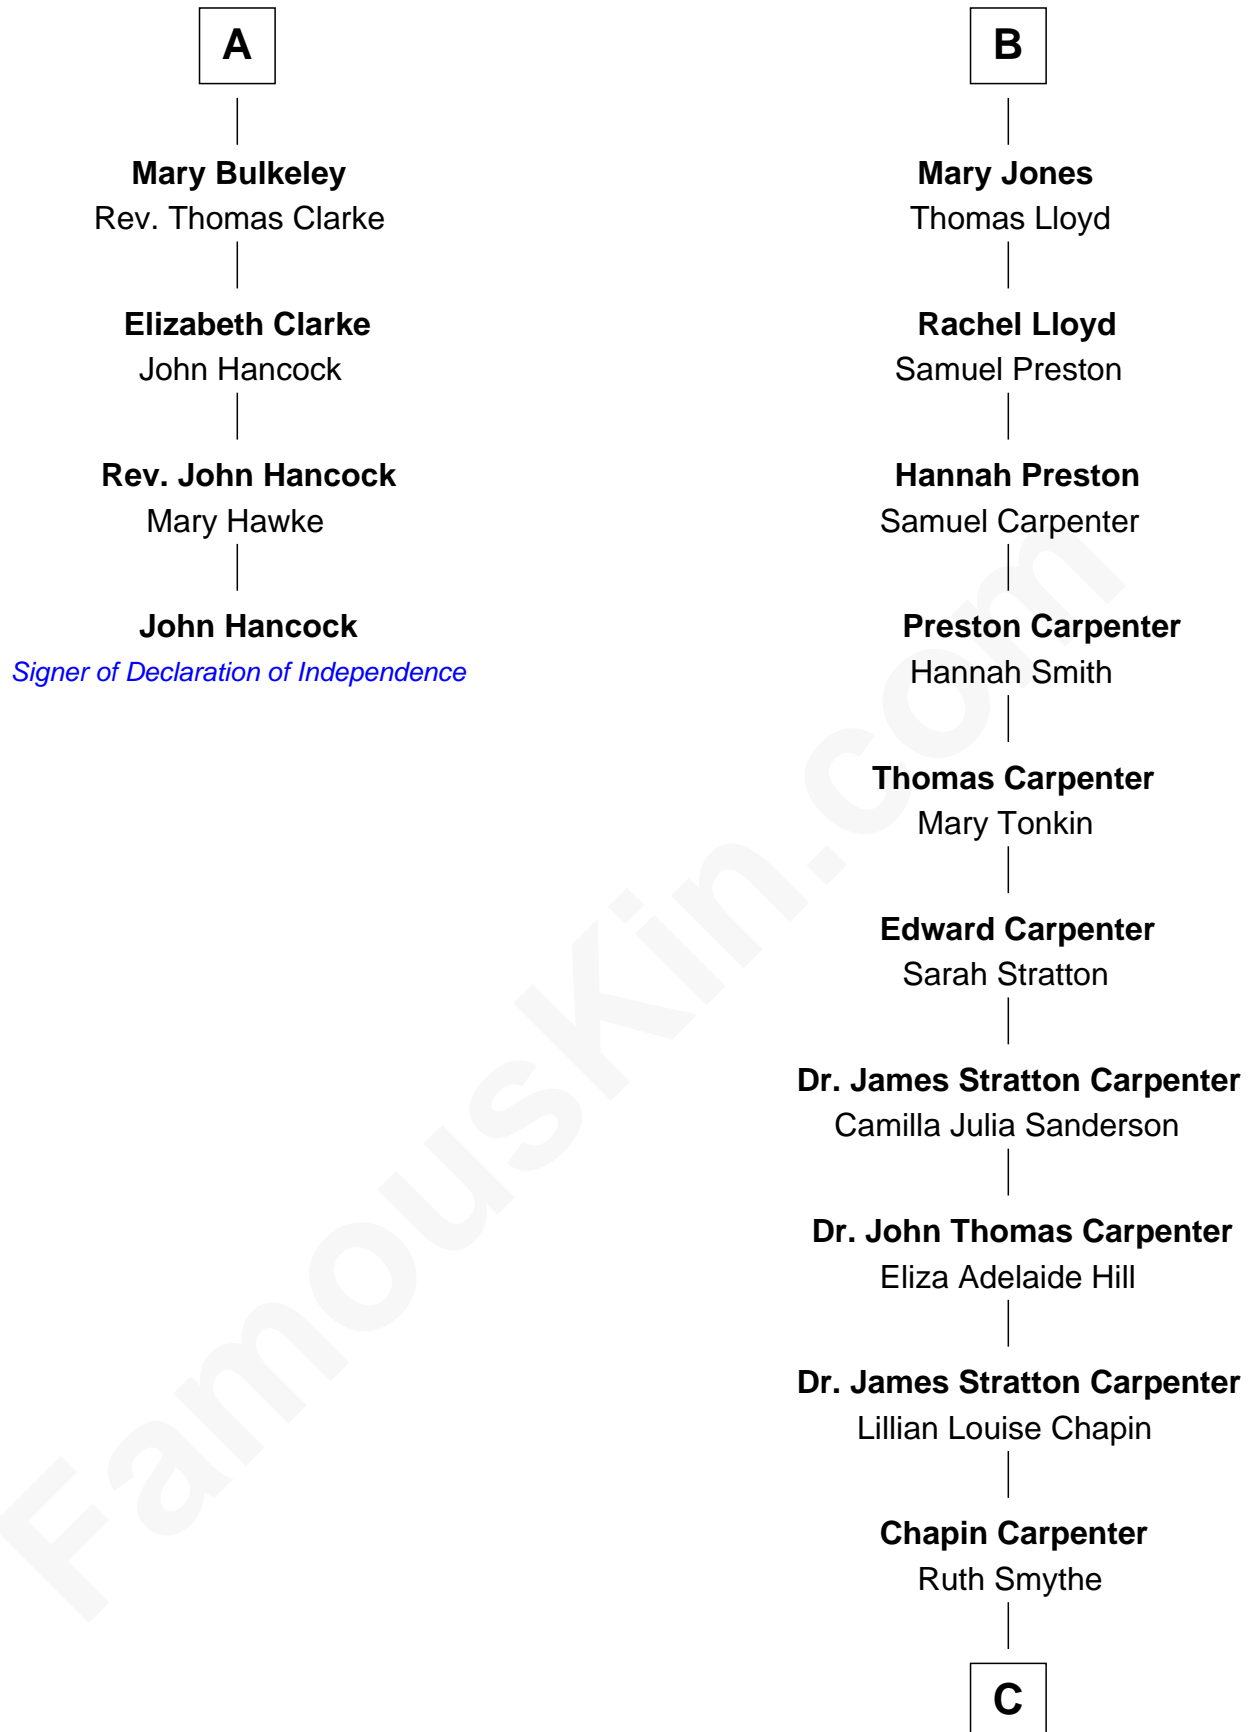 A
Mary Bulkeley
Rev. Thomas Clarke
Elizabeth Clarke
John Hancock
Rev. John Hancock
Mary Hawke
John Hancock
Signer of Declaration of Independence
B
Mary Jones
Thomas Lloyd
Rachel Lloyd
Samuel Preston
Hannah Preston
Samuel Carpenter
Preston Carpenter
Hannah Smith
Thomas Carpenter
Mary Tonkin
Edward Carpenter
Sarah Stratton
Dr. James Stratton Carpenter
Camilla Julia Sanderson
Dr. John Thomas Carpenter
Eliza Adelaide Hill
Dr. James Stratton Carpenter
Lillian Louise Chapin
Chapin Carpenter
Ruth Smythe
C
FamousKin.com